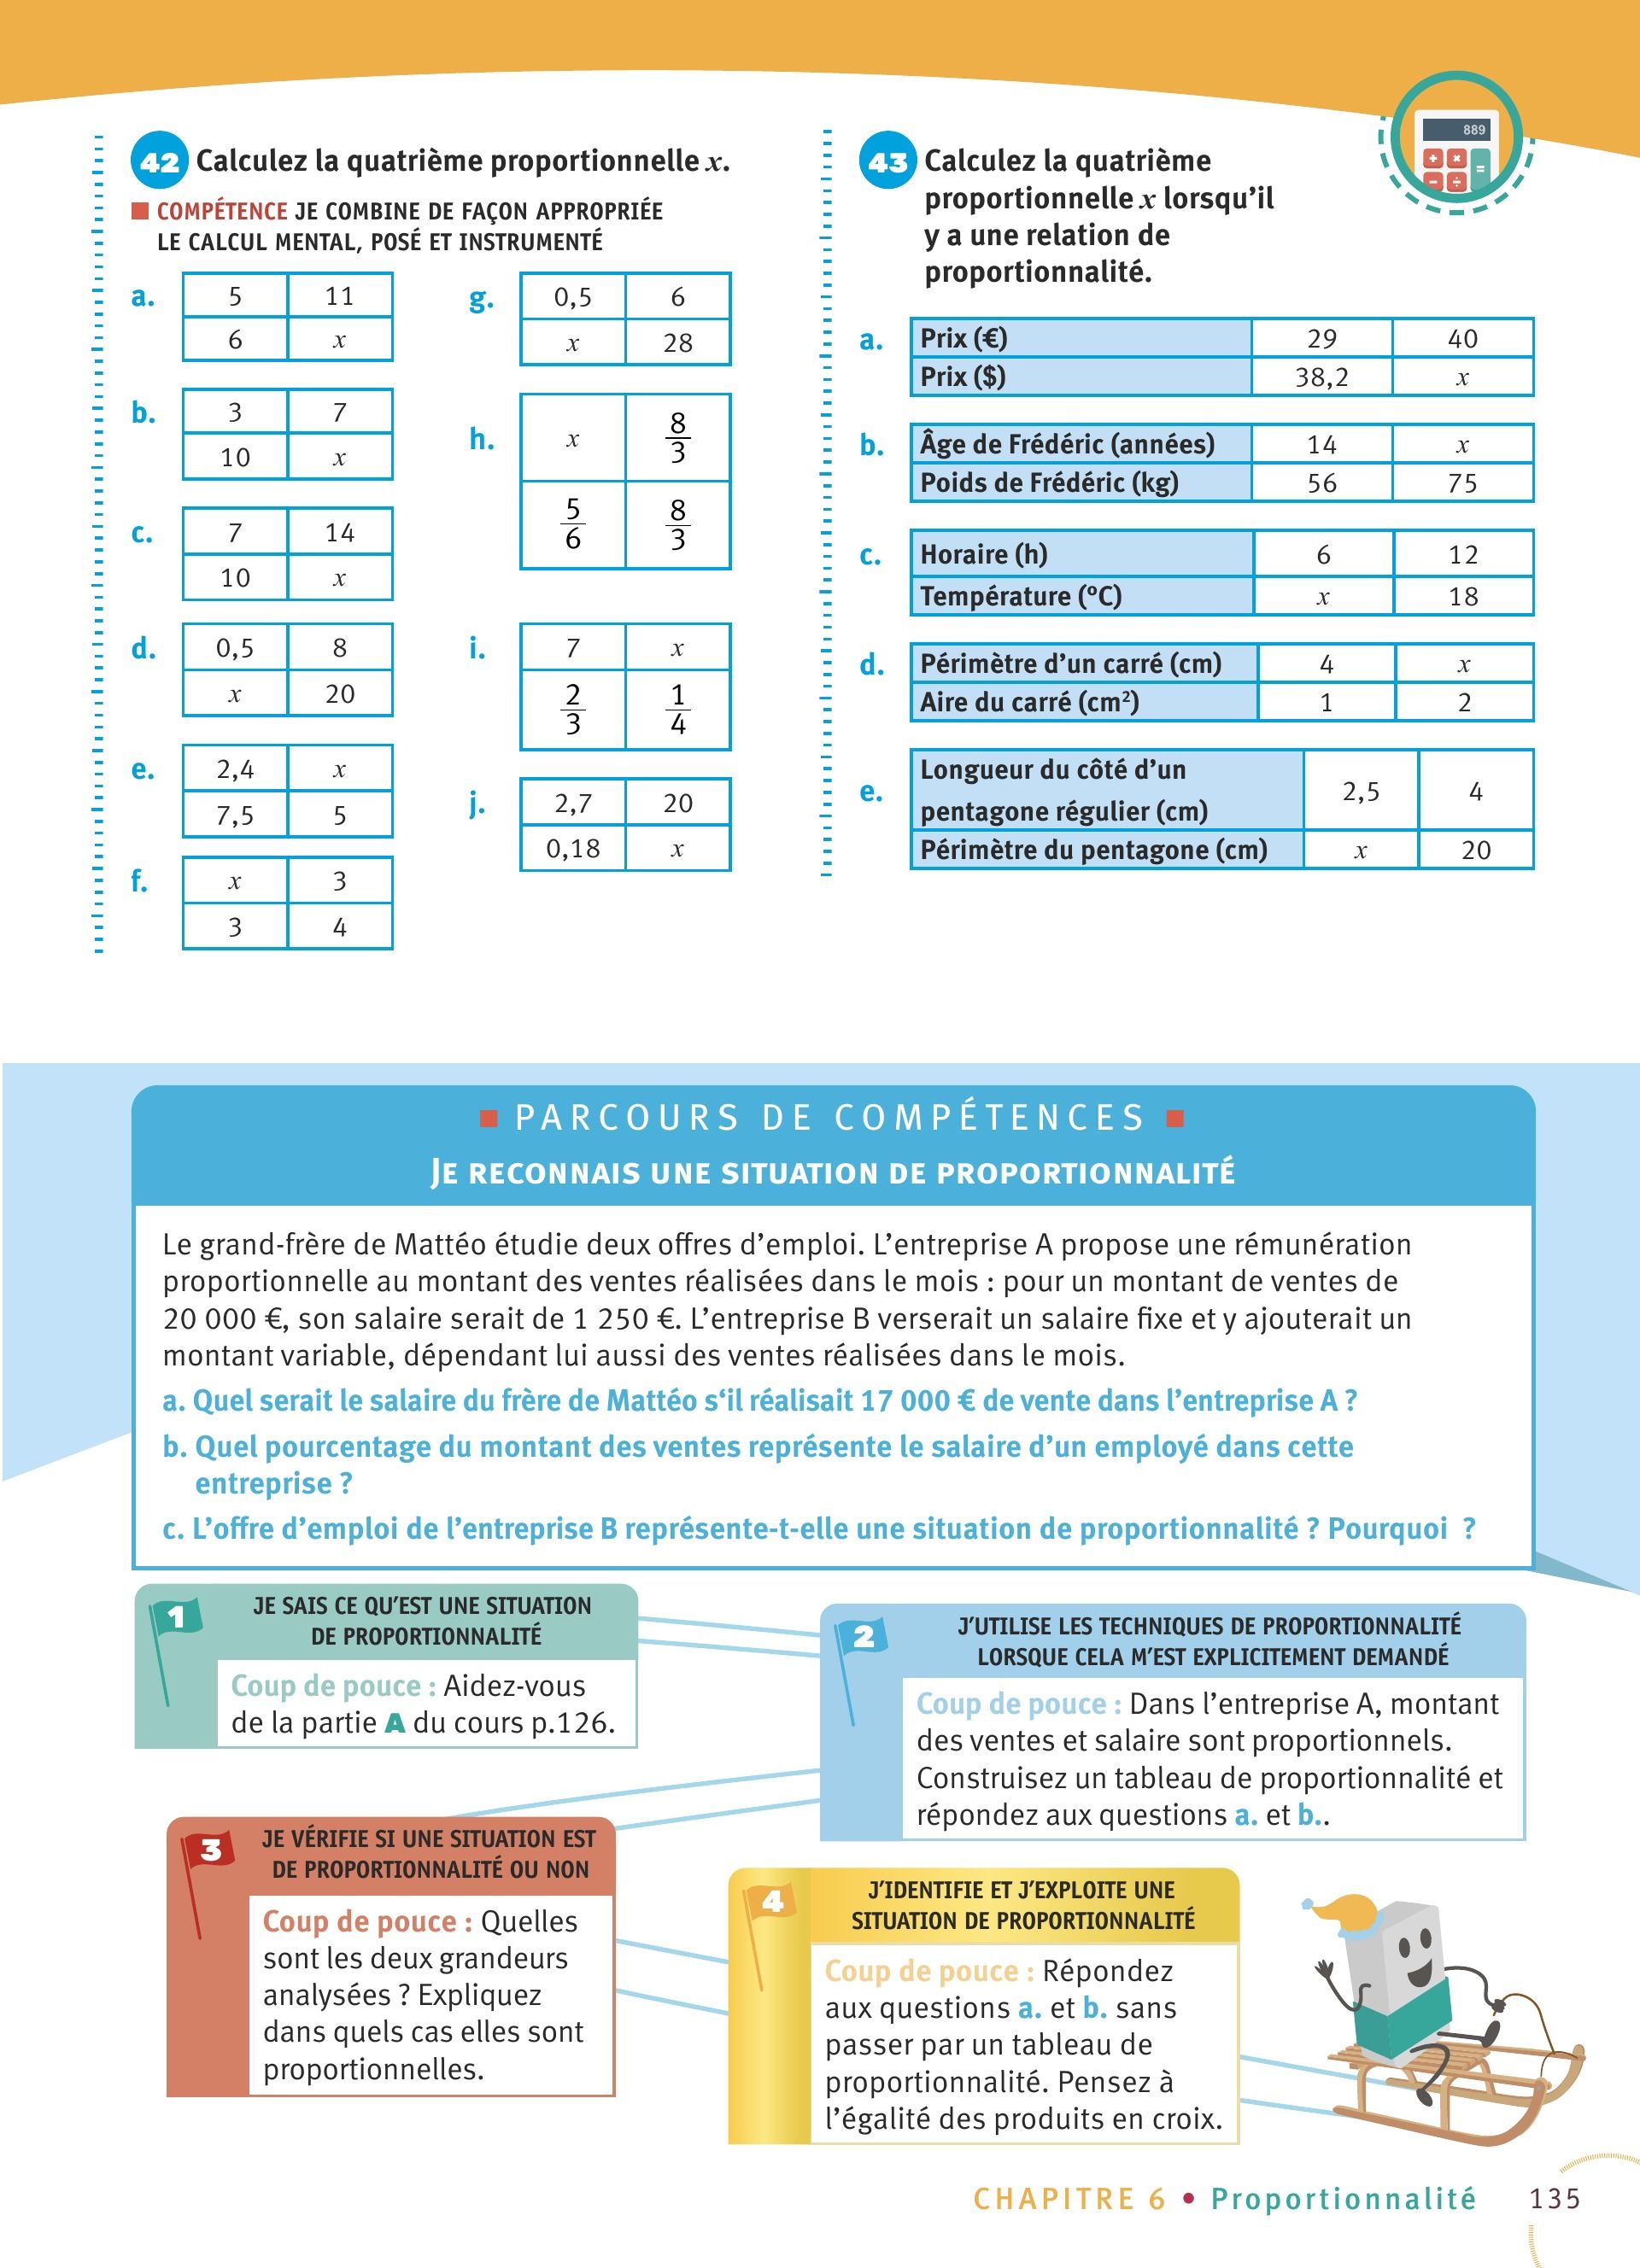 42 Calculez la quatrième proportionnelle x.
COMPÉTENCE JE COMBINE DE FAÇON APPROPRIÉE
LE CALCUL MENTAL, POSÉ ET INSTRUMENTÉ
a. 5 11
6 x
b. 3 7
10 x
c. 7 14
10 x
d. 0,5 8
x 20
e. 2,4 x
7,5 5
f. x 3
3 4
g. 0,5 6
x 28
h. x 8/3
5/6 8/3
i. 7 x
2/3 1/4
j. 2,7 20
0,18 x
889
43 Calculez la quatrième
proportionnelle x lorsqu’il
y a une relation de
proportionnalité.
a. Prix (€) 29 40
Prix ($) 38,2 x
b. Âge de Frédéric (années) 14 x
Poids de Frédéric (kg) 56 75
c. Horaire (h) 6 12
Température (°C) x 18
d. Périmètre d’un carré (cm) 4 x
Aire du carré (cm²) 1 2
e. Longueur du côté d’un
pentagone régulier (cm) 2,5 4
Périmètre du pentagone (cm) x 20
PARCOURS DE COMPÉTENCES
JE RECONNAIS UNE SITUATION DE PROPORTIONNALITÉ
Le grand-frère de Mattéo étudie deux offres d’emploi. L’entreprise A propose une rémunération
proportionnelle au montant des ventes réalisées dans le mois : pour un montant de ventes de
20 000 €, son salaire serait de 1 250 €. L’entreprise B verserait un salaire fixe et y ajouterait un
montant variable, dépendant lui aussi des ventes réalisées dans le mois.
a. Quel serait le salaire du frère de Mattéo s‘il réalisait 17 000 € de vente dans l’entreprise A ?
b. Quel pourcentage du montant des ventes représente le salaire d’un employé dans cette
entreprise ?
c. L’offre d’emploi de l’entreprise B représente-t-elle une situation de proportionnalité ? Pourquoi ?
1 JE SAIS CE QU’EST UNE SITUATION
DE PROPORTIONNALITÉ
Coup de pouce : Aidez-vous
de la partie A du cours p.126.
2 J’UTILISE LES TECHNIQUES DE PROPORTIONNALITÉ
LORSQUE CELA M’EST EXPLICITEMENT DEMANDÉ
Coup de pouce : Dans l’entreprise A, montant
des ventes et salaire sont proportionnels.
Construisez un tableau de proportionnalité et
répondez aux questions a. et b..
3 JE VÉRIFIE SI UNE SITUATION EST
DE PROPORTIONNALITÉ OU NON
Coup de pouce : Quelles
sont les deux grandeurs
analysées ? Expliquez
dans quels cas elles sont
proportionnelles.
4 J’IDENTIFIE ET J’EXPLOITE UNE
SITUATION DE PROPORTIONNALITÉ
Coup de pouce : Répondez
aux questions a. et b. sans
passer par un tableau de
proportionnalité. Pensez à
l’égalité des produits en croix.
CHAPITRE 6 • Proportionnalité 135